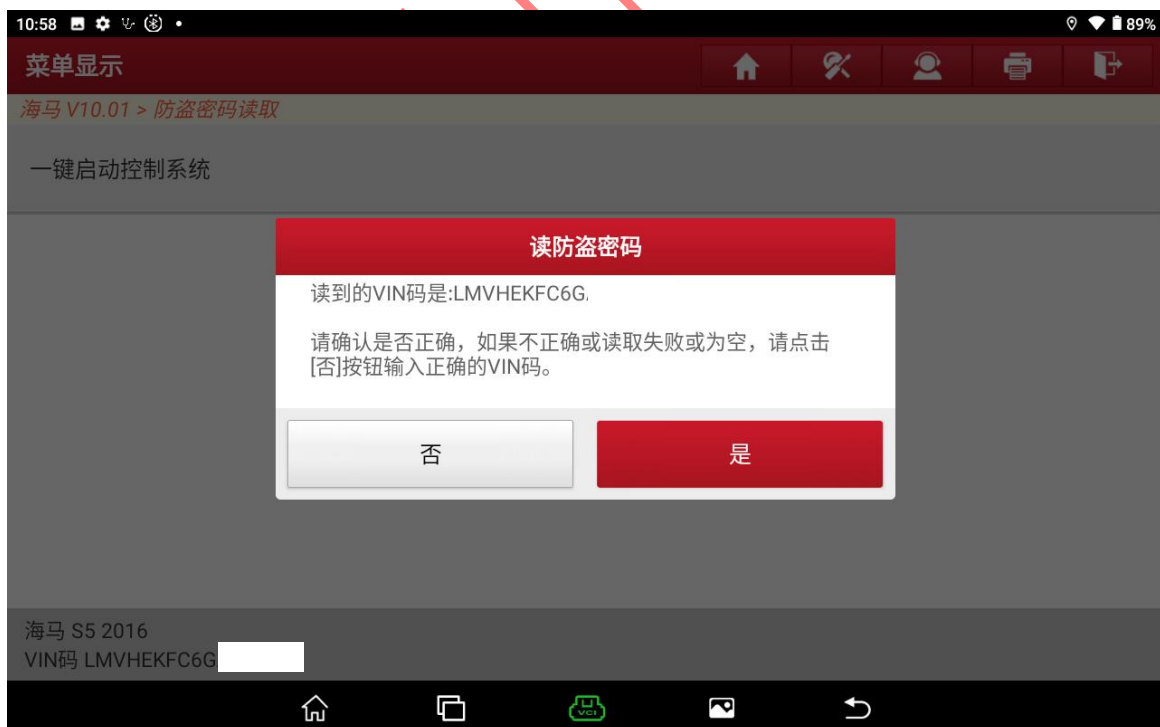 10:58
89%
菜单显示
海马 V10.01 > 防盗密码读取
一键启动控制系统
读防盗密码
读到的VIN码是:LMVHEKFC6G.
请确认是否正确，如果不正确或读取失败或为空，请点击
[否]按钮输入正确的VIN码。
否
是
海马 S5 2016
VIN码 LMVHEKFC6G
VCI